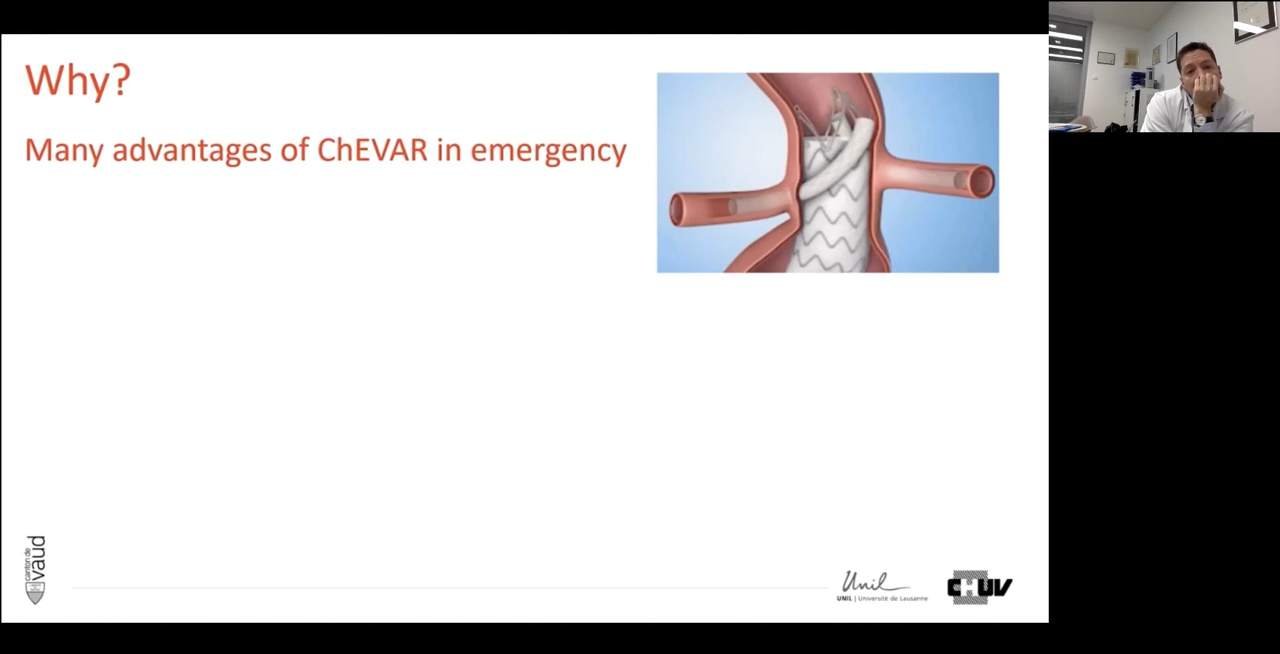 Why?
Many advantages of ChEVAR in emergency
canton de
vaud
Unil
UNIL | Université de Lausanne
CHUV